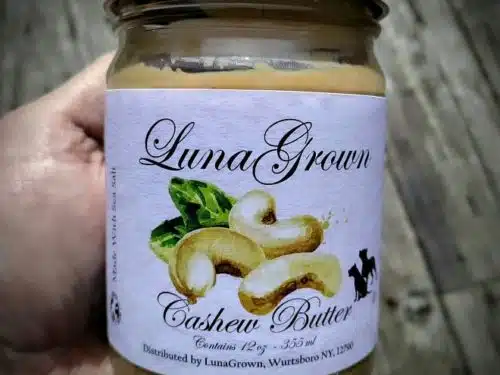 LunaGrown
Made With Sea Salt
Cashew Butter
Contains 12 oz - 355 ml
Distributed by LunaGrown, Wurtsboro NY, 12790